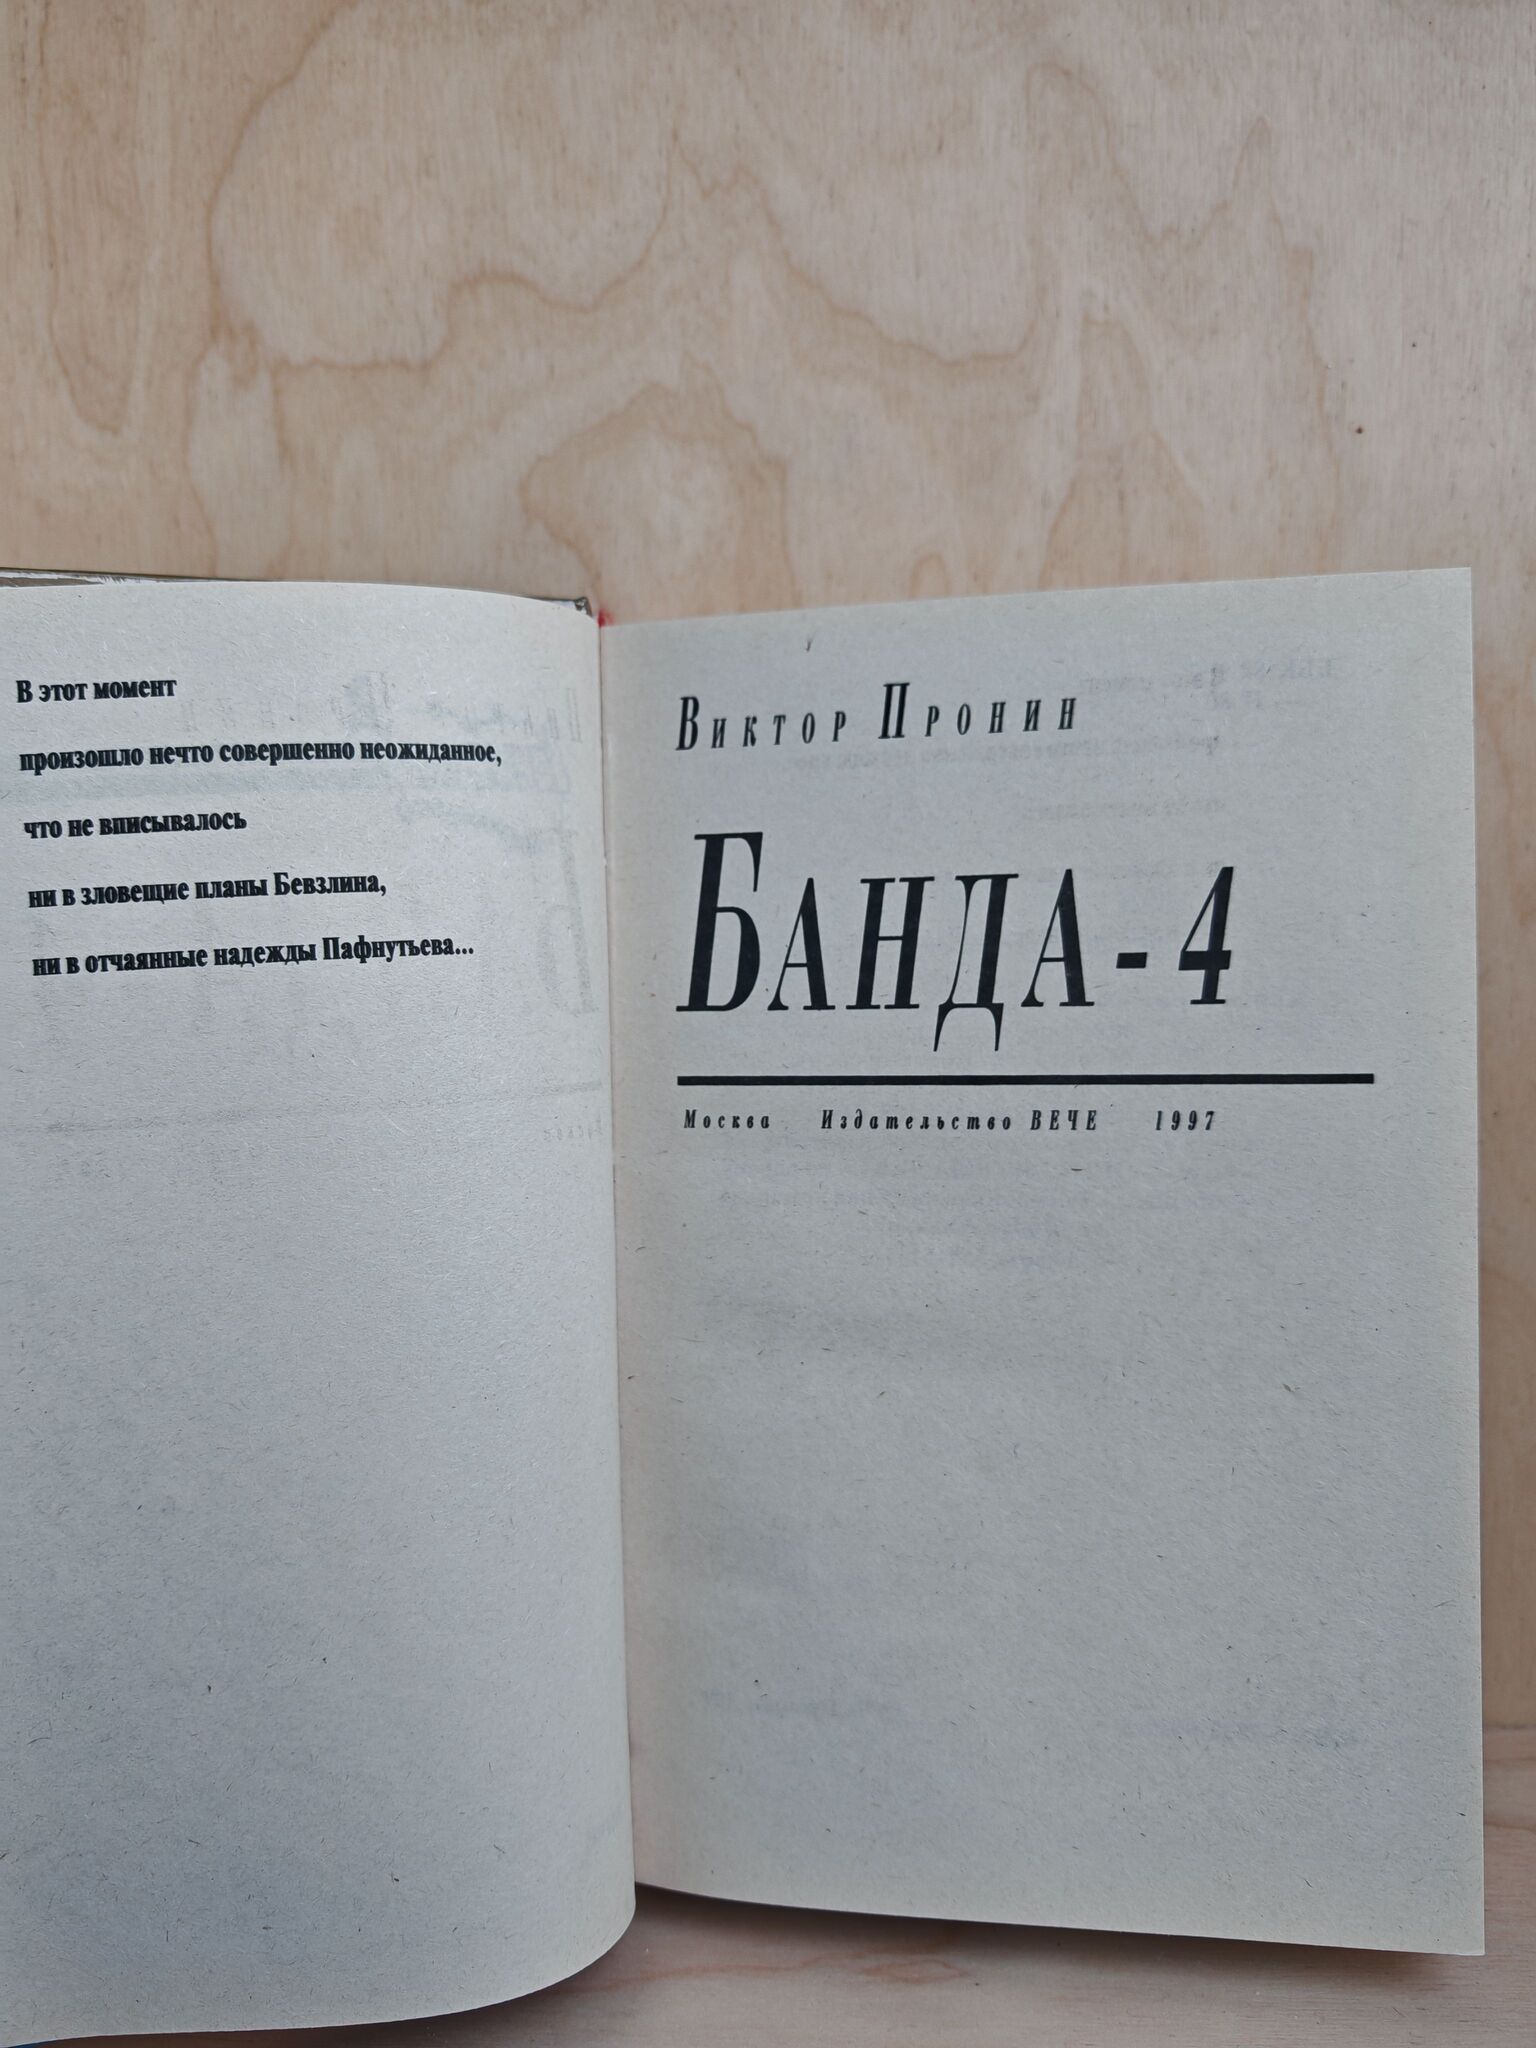 В этот момент
произошло нечто совершенно неожиданное,
что не вписывалось
ни в зловещие планы Бевзлина,
ни в отчаянные надежды Пафнутьева...
Виктор Пронин
Банда-4
Москва Издательство ВЕЧЕ 1997